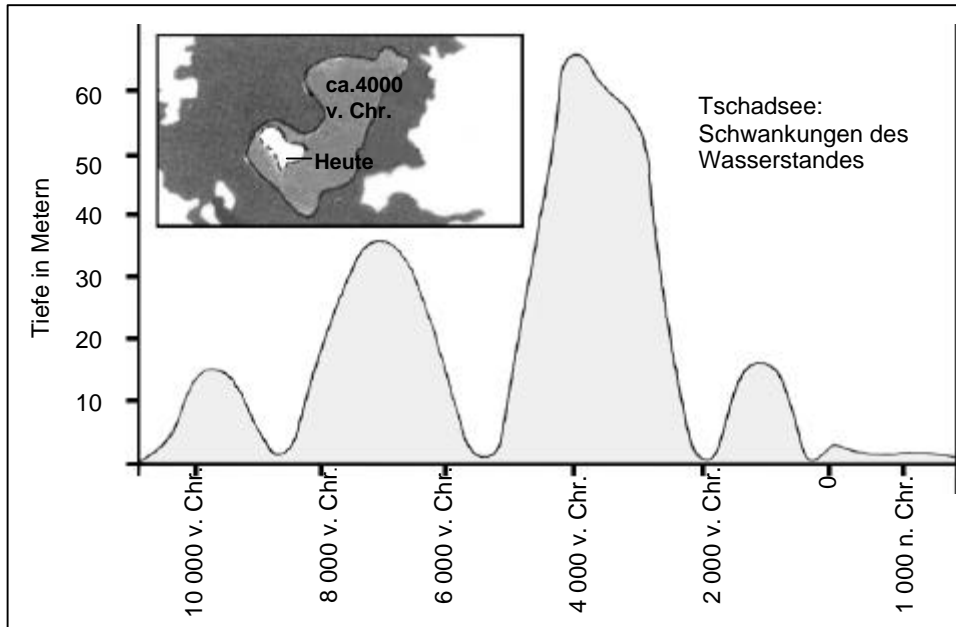 ca.4000
v. Chr.
Heute
Tschadsee:
Schwankungen des
Wasserstandes
Tiefe in Metern
60
50
40
30
20
10
10 000 v. Chr.
8 000 v. Chr.
6 000 v. Chr.
4 000 v. Chr.
2 000 v. Chr.
0
1 000 n. Chr.